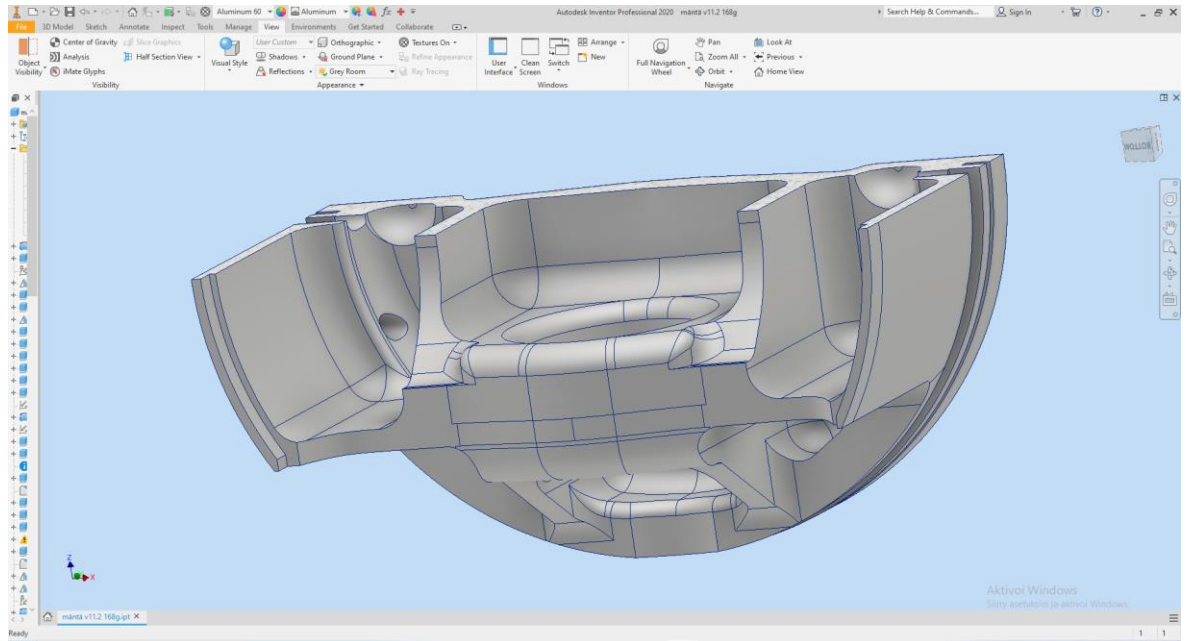 Aluminum 60
Aluminum
fx
Autodesk Inventor Professional 2020 mäntä v11.2 168g
Search Help & Commands...
Sign In
File 3D Model Sketch Annotate Inspect Tools Manage View Environments Get Started Collaborate
Object Visibility
Center of Gravity
Slice Graphics
Analysis
Half Section View
iMate Glyphs
Visibility
Visual Style
User Custom
Orthographic
Textures On
Shadows
Ground Plane
Refine Appearance
Reflections
Grey Room
Ray Tracing
Appearance
User Interface
Clean Screen
Switch
Arrange
New
Windows
Full Navigation Wheel
Pan
Zoom All
Orbit
Look At
Previous
Home View
Navigate
BOTTOM
Z
X
Aktivoi Windows
Siirry asetuksiin ja aktivoi Windows.
mäntä v11.2 168g.ipt
Ready
1 1